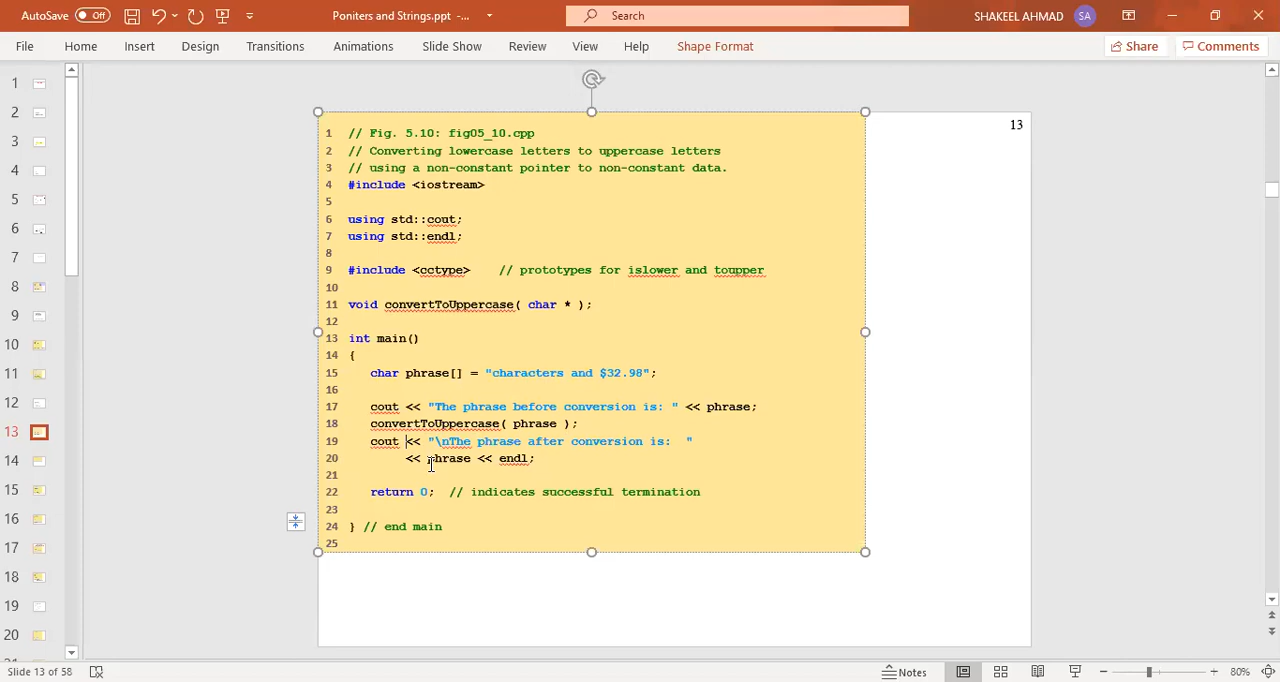 AutoSave Off Poniters and Strings.ppt -... Search SHAKEEL AHMAD SA
File Home Insert Design Transitions Animations Slide Show Review View Help Shape Format Share Comments
1
2
3
4
5
6
7
8
9
10
11
12
13
14
15
16
17
18
19
20
13
1 // Fig. 5.10: fig05_10.cpp
2 // Converting lowercase letters to uppercase letters
3 // using a non-constant pointer to non-constant data.
4 #include <iostream>
5
6 using std::cout;
7 using std::endl;
8
9 #include <cctype> // prototypes for islower and toupper
10
11 void convertToUppercase( char * );
12
13 int main()
14 {
15 char phrase[] = "characters and $32.98";
16
17 cout << "The phrase before conversion is: " << phrase;
18 convertToUppercase( phrase );
19 cout << "\nThe phrase after conversion is:  "
20 << phrase << endl;
21
22 return 0; // indicates successful termination
23
24 } // end main
25
Slide 13 of 58 Notes 80%